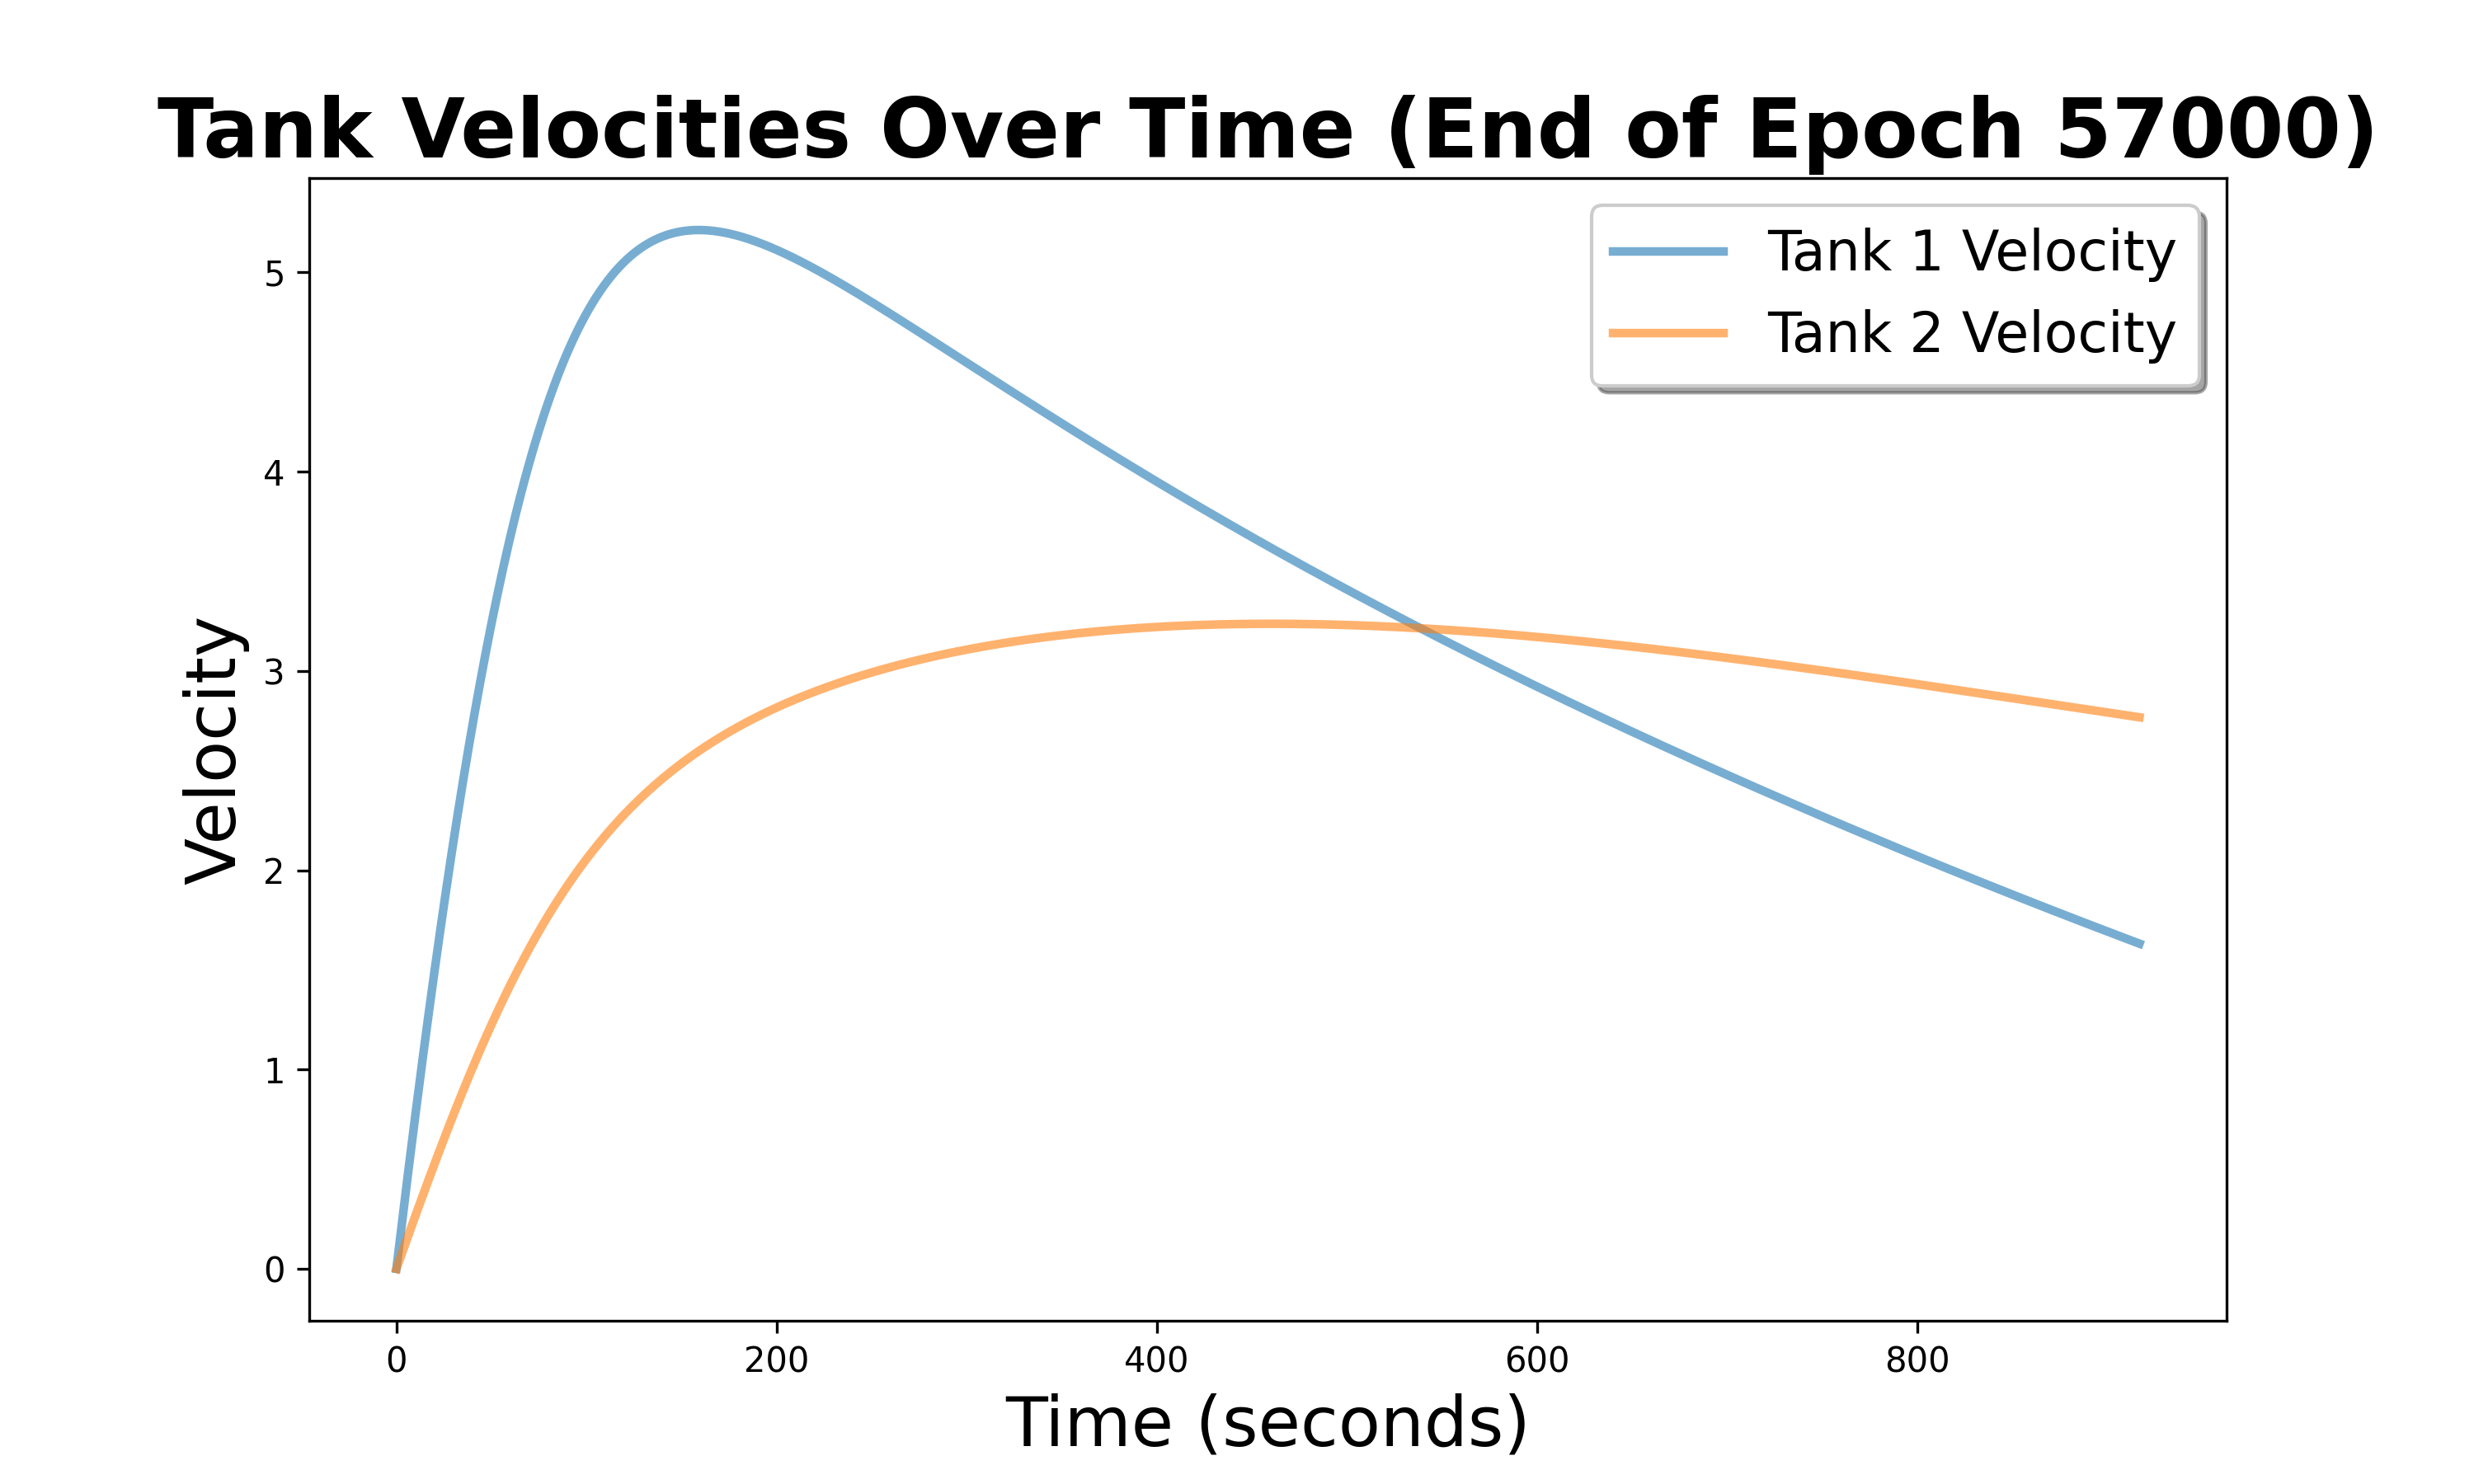 Tank Velocities Over Time (End of Epoch 57000)
Tank 1 Velocity
Tank 2 Velocity
Velocity
5
4
3
2
1
0
0 200 400 600 800
Time (seconds)